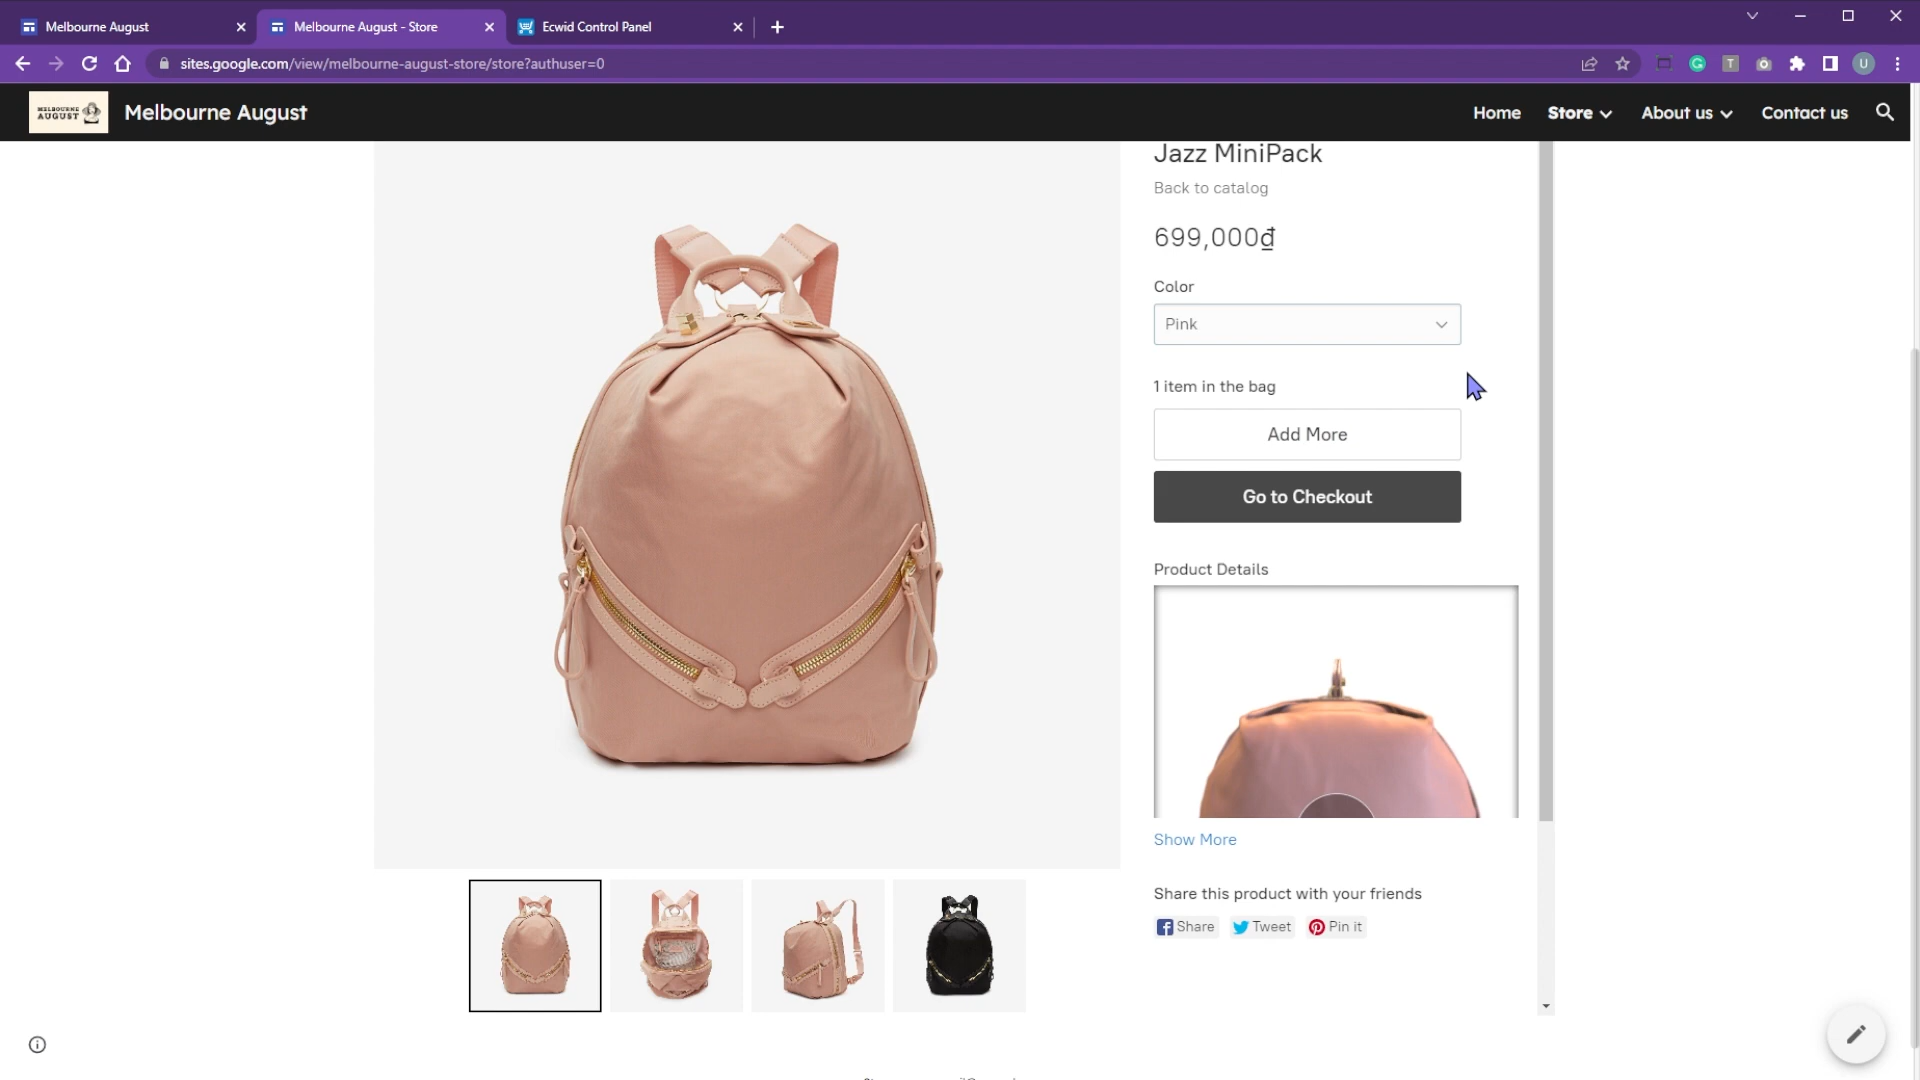 Melbourne August
Melbourne August - Store
Ecwid Control Panel
sites.google.com/view/melbourne-august-store/store?authuser=0
T
U
MELBOURNE
AUGUST
Melbourne August
Home
Store
About us
Contact us
Jazz MiniPack
Back to catalog
699,000₫
Color
Pink
1 item in the bag
Add More
Go to Checkout
Product Details
Show More
Share this product with your friends
Share
Tweet
Pin it